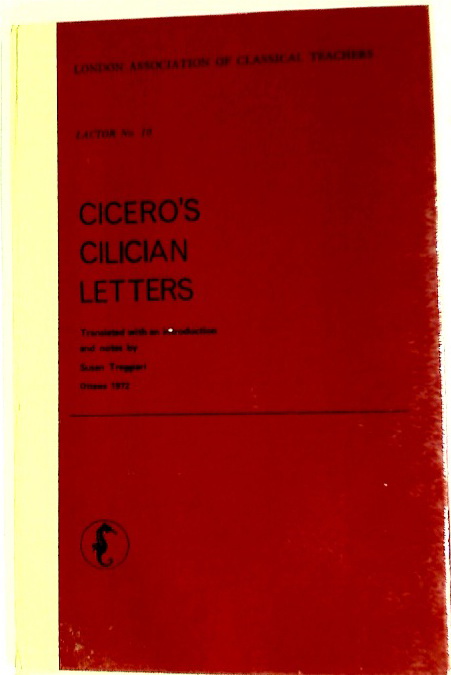 LONDON ASSOCIATION OF CLASSICAL TEACHERS
LACTOR No. 10
CICERO'S
CILICIAN
LETTERS
Translated with an introduction
and notes by
Susan Treggiari
Ottawa 1972